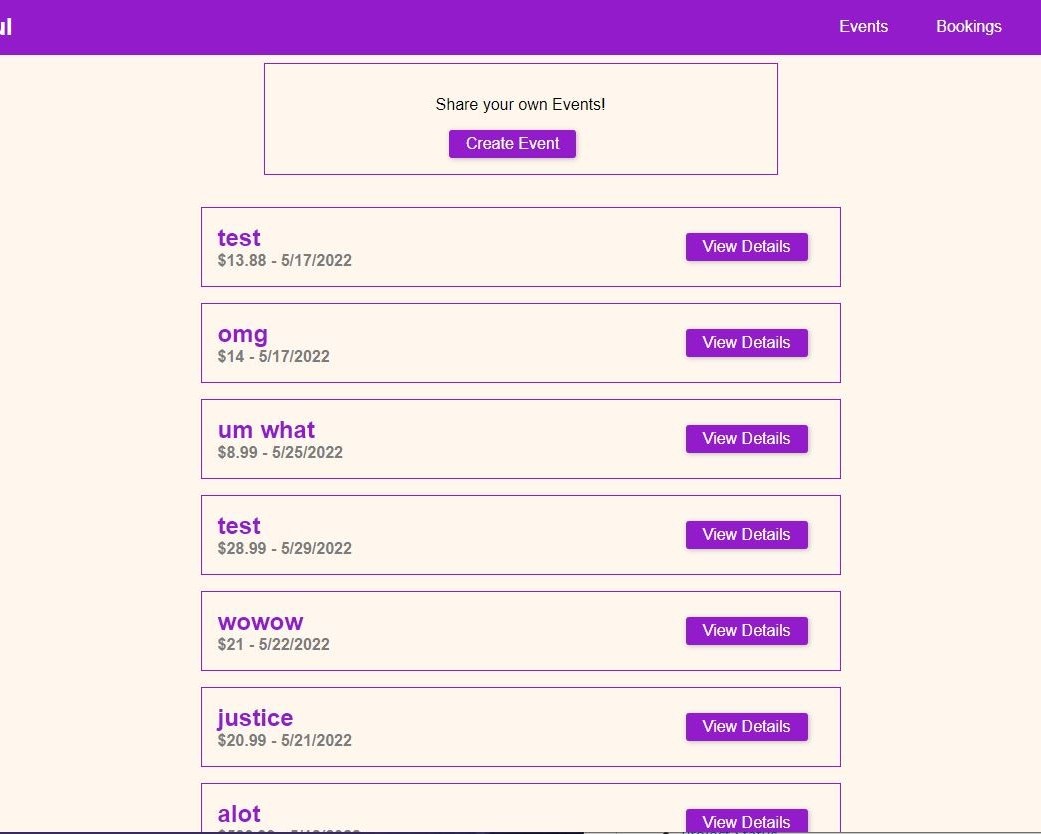 Events Bookings
Share your own Events!
Create Event
test
$13.88 - 5/17/2022
View Details
omg
$14 - 5/17/2022
View Details
um what
$8.99 - 5/25/2022
View Details
test
$28.99 - 5/29/2022
View Details
wowow
$21 - 5/22/2022
View Details
justice
$20.99 - 5/21/2022
View Details
alot
View Details